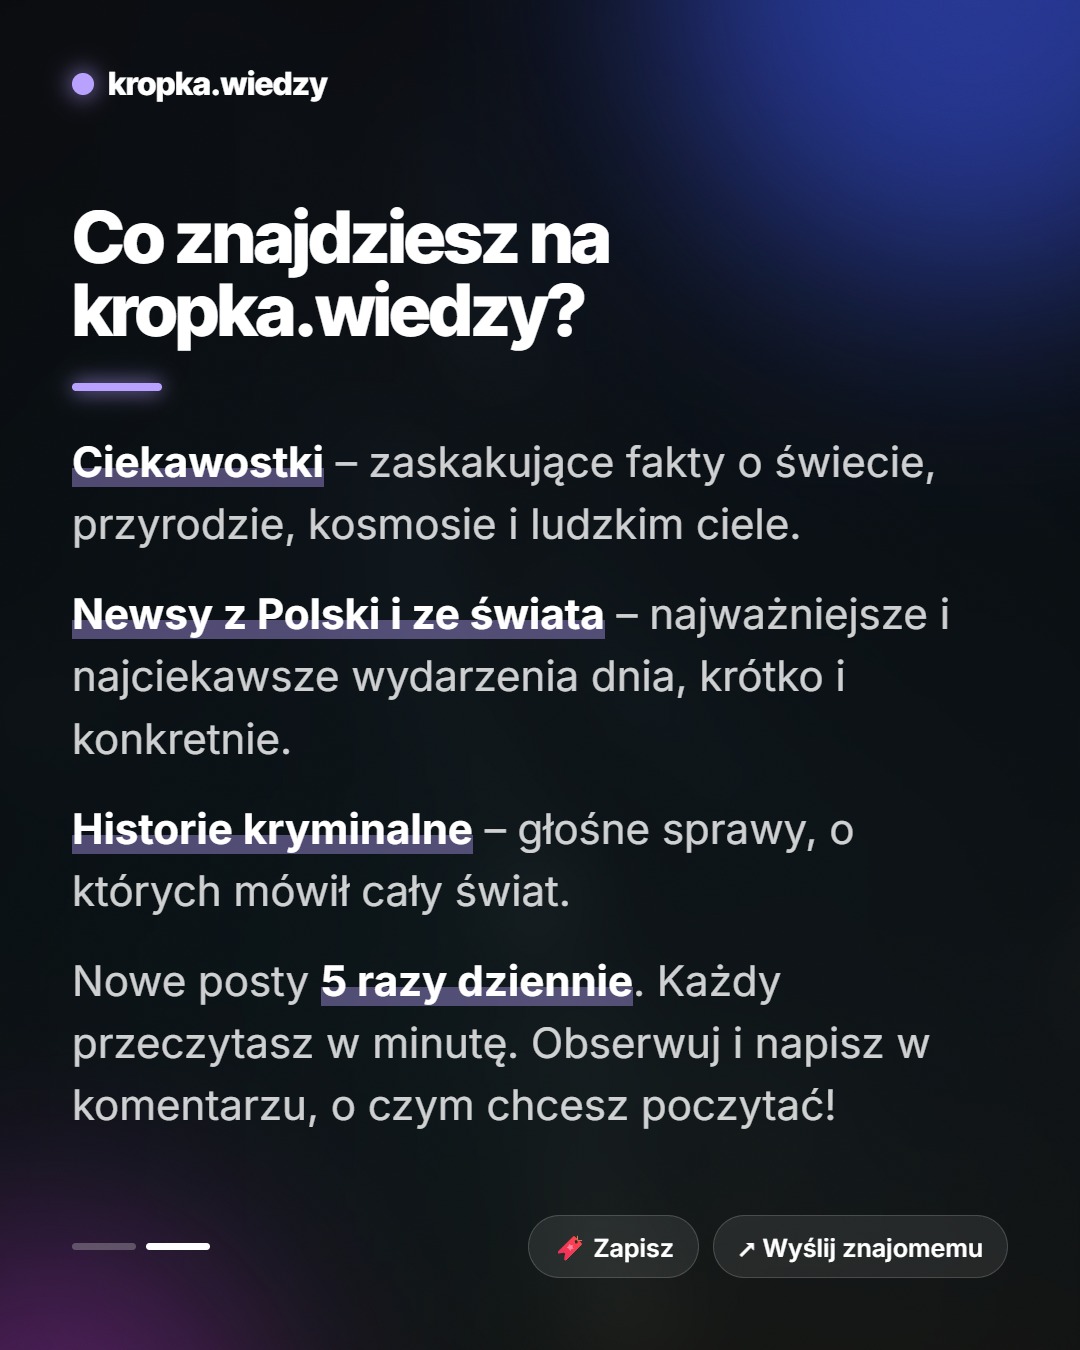 kropka.wiedzy
Co znajdziesz na
kropka.wiedzy?
Ciekawostki – zaskakujące fakty o świecie,
przyrodzie, kosmosie i ludzkim ciele.
Newsy z Polski i ze świata – najważniejsze i
najciekawsze wydarzenia dnia, krótko i
konkretnie.
Historie kryminalne – głośne sprawy, o
których mówił cały świat.
Nowe posty 5 razy dziennie. Każdy
przeczytasz w minutę. Obserwuj i napisz w
komentarzu, o czym chcesz poczytać!
Zapisz
↗ Wyślij znajomemu